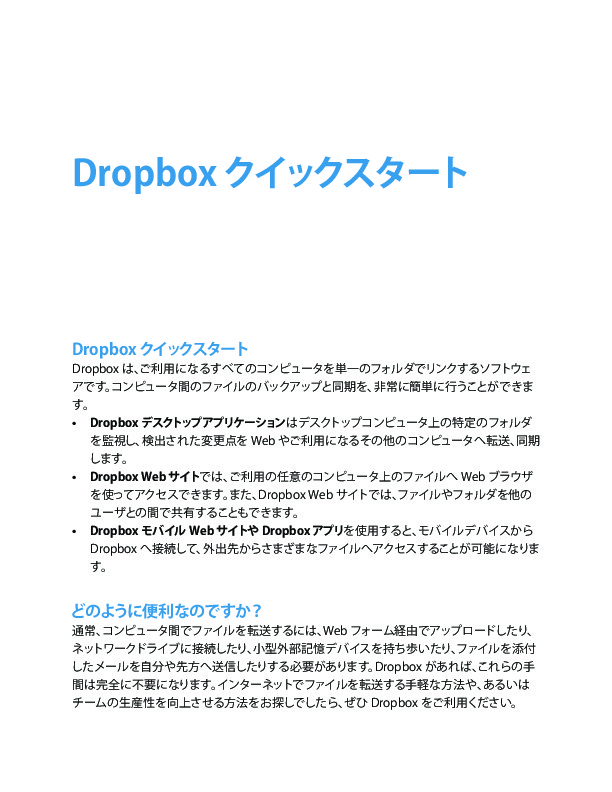 Dropbox クイックスタート
Dropbox クイックスタート
Dropbox は、ご利用になるすべてのコンピュータを単一のフォルダでリンクするソフトウェ
アです。コンピュータ間のファイルのバックアップと同期を、非常に簡単に行うことができま
す。
• Dropbox デスクトップアプリケーションはデスクトップコンピュータ上の特定のフォルダ
を監視し、検出された変更点を Web やご利用になるその他のコンピュータへ転送、同期
します。
• Dropbox Web サイトでは、ご利用の任意のコンピュータ上のファイルへ Web ブラウザ
を使ってアクセスできます。また、Dropbox Web サイトでは、ファイルやフォルダを他の
ユーザとの間で共有することもできます。
• Dropbox モバイル Web サイトや Dropbox アプリを使用すると、モバイルデバイスから
Dropbox へ接続して、外出先からさまざまなファイルへアクセスすることが可能になりま
す。
どのように便利なのですか？
通常、コンピュータ間でファイルを転送するには、Web フォーム経由でアップロードしたり、
ネットワークドライブに接続したり、小型外部記憶デバイスを持ち歩いたり、ファイルを添付
したメールを自分や先方へ送信したりする必要があります。Dropbox があれば、これらの手
間は完全に不要になります。インターネットでファイルを転送する手軽な方法や、あるいは
チームの生産性を向上させる方法をお探しでしたら、ぜひ Dropbox をご利用ください。